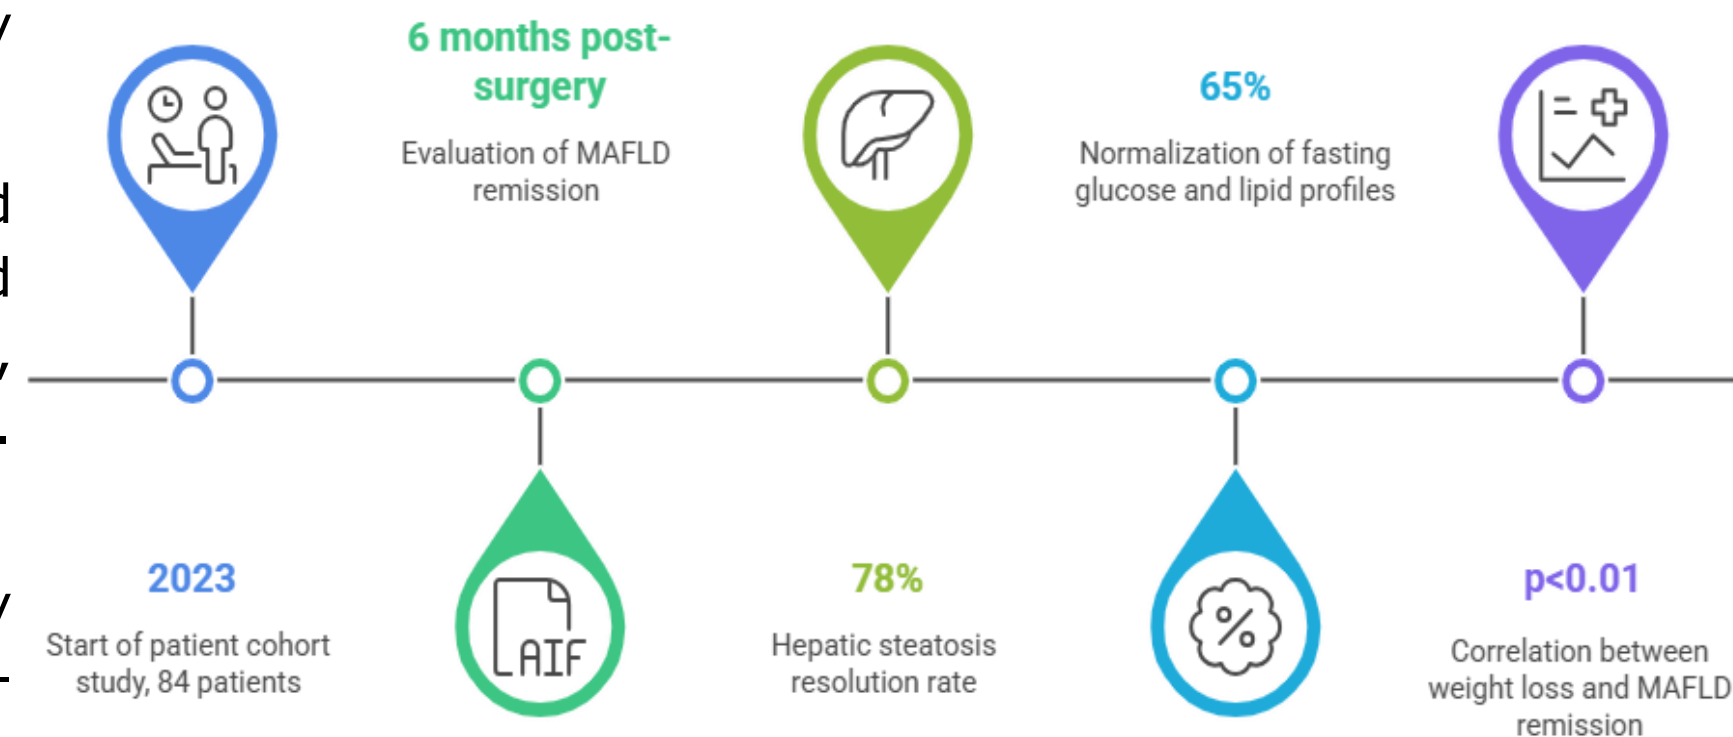 6 months post-
surgery
Evaluation of MAFLD
remission
65%
Normalization of fasting
glucose and lipid profiles
2023
Start of patient cohort
study, 84 patients
AIF
78%
Hepatic steatosis
resolution rate
%
p<0.01
Correlation between
weight loss and MAFLD
remission